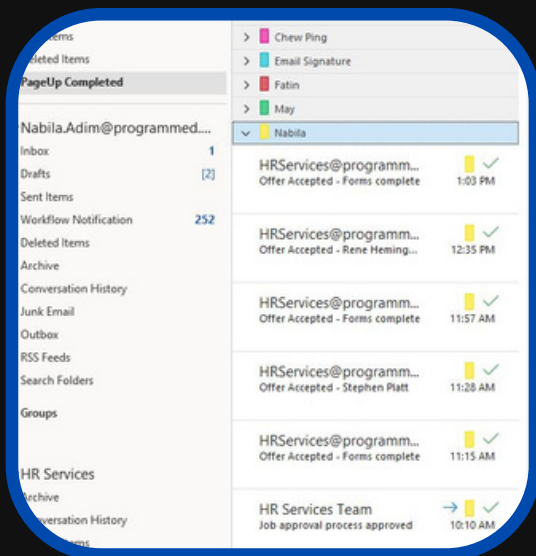 Deleted Items
PageUp Completed
Nabila.Adim@programmed....
Inbox 1
Drafts [2]
Sent Items
Workflow Notification 252
Deleted Items
Archive
Conversation History
Junk Email
Outbox
RSS Feeds
Search Folders
Groups
HR Services
Archive
Conversation History
Chew Ping
Email Signature
Fatin
May
Nabila
HRServices@programm...
Offer Accepted - Forms complete 1:03 PM
HRServices@programm...
Offer Accepted - Rene Heming... 12:35 PM
HRServices@programm...
Offer Accepted - Forms complete 11:57 AM
HRServices@programm...
Offer Accepted - Stephen Platt 11:28 AM
HRServices@programm...
Offer Accepted - Forms complete 11:15 AM
HR Services Team
Job approval process approved 10:10 AM